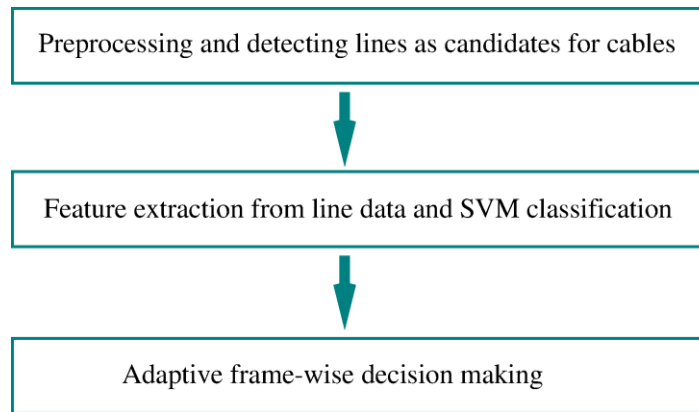 Preprocessing and detecting lines as candidates for cables
Feature extraction from line data and SVM classification
Adaptive frame-wise decision making